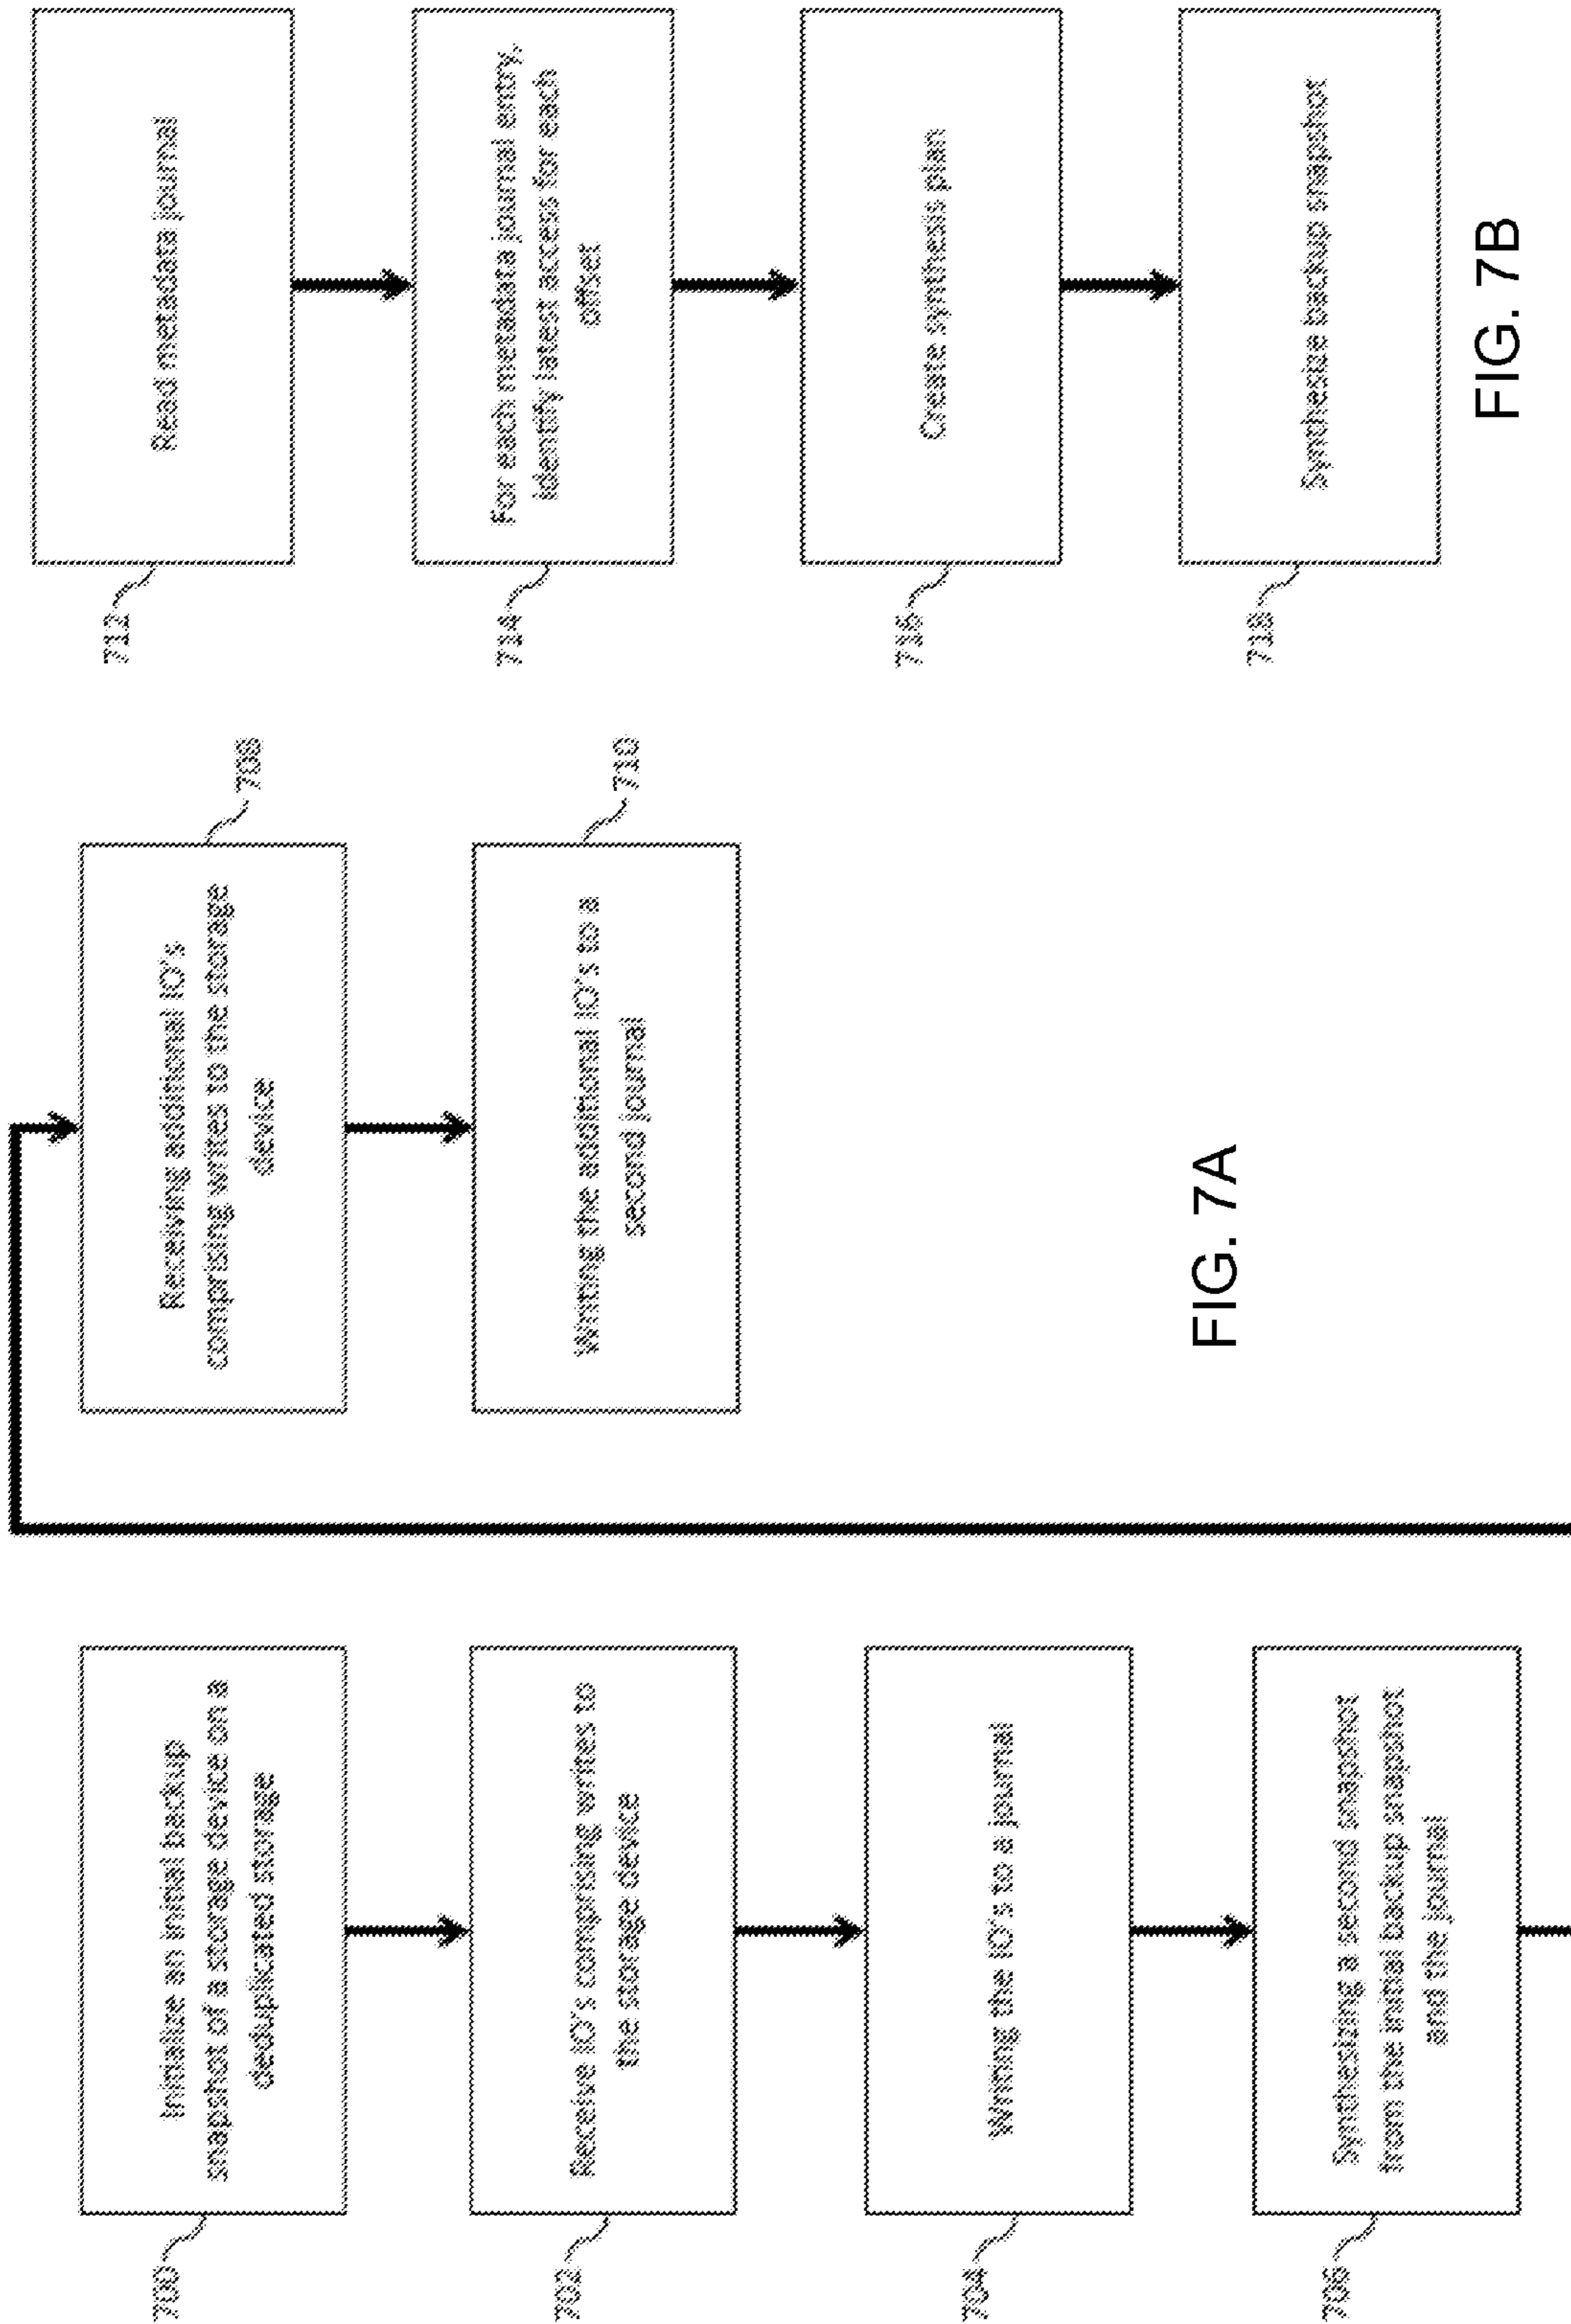 700
Initialize an initial backup
snapshot of a storage device on a
deduplicated storage
702
Receive IO's comprising writes to
the storage device
704
Writing the IO's to a journal
706
Synthesizing a second snapshot
from the initial backup snapshot
and the journal
Receiving additional IO's
comprising writes to the storage
device
708
Writing the additional IO's to a
second journal
710
FIG. 7A
712
Read metadata journal
714
For each metadata journal entry,
identify latest access for each
offset
716
Create synthesis plan
718
Synthesize backup snapshot
FIG. 7B